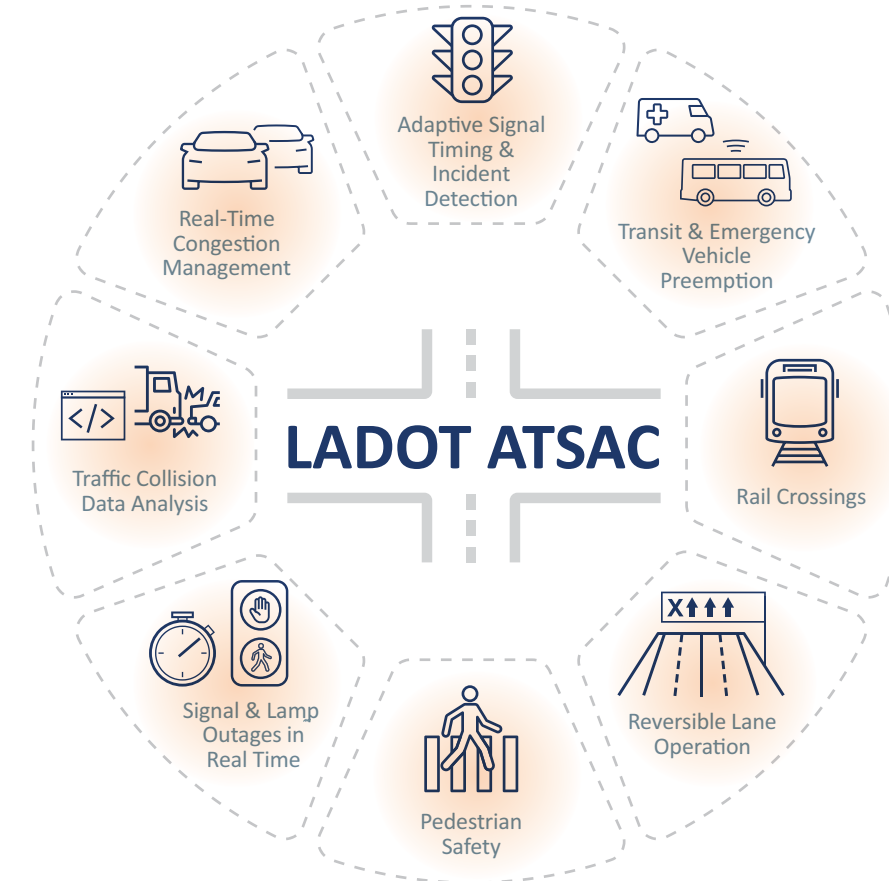 Adaptive Signal
Timing &
Incident
Detection
Transit & Emergency
Vehicle
Preemption
Rail Crossings
X
Reversible Lane
Operation
Pedestrian
Safety
Signal & Lamp
Outages in
Real Time
</>
Traffic Collision
Data Analysis
Real-Time
Congestion
Management
LADOT ATSAC